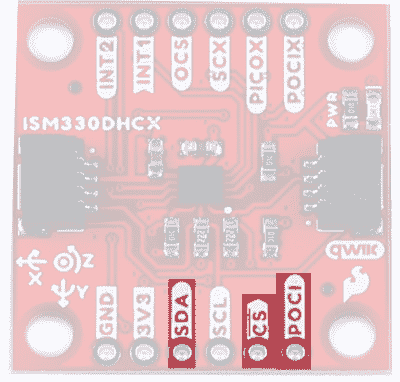 INT2 INT1 OCS SCX PICOX POCIX
ISM330DHCX
PWR
qwiic
X Z Y
GND 3V3 SDA SCL CS POCI